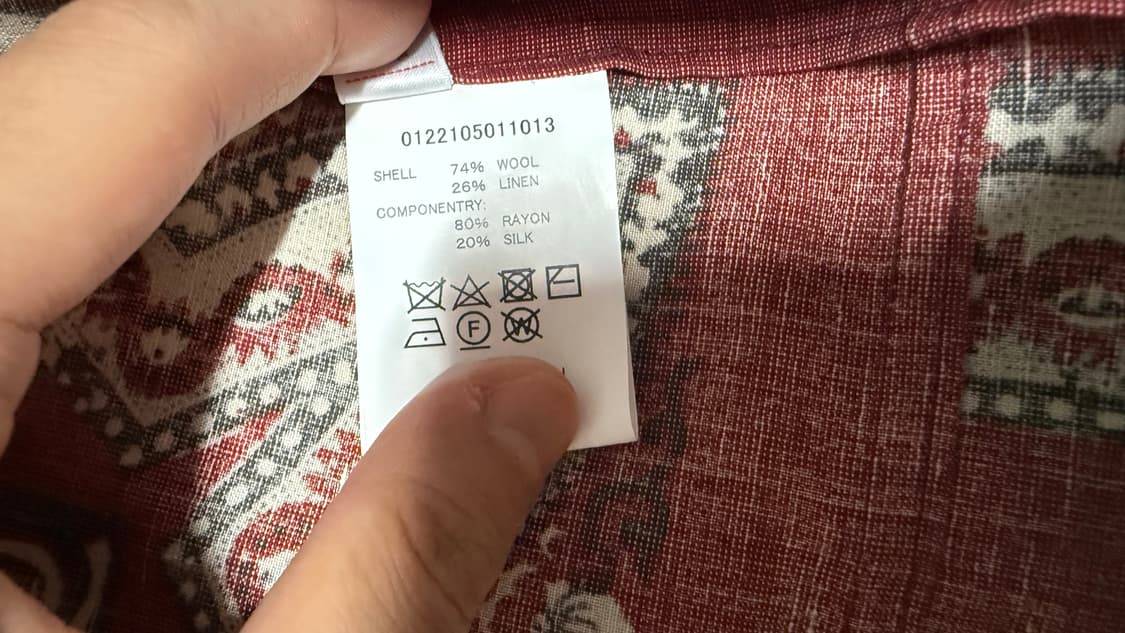 0122105011013
SHELL 74% WOOL
26% LINEN
COMPONENTRY:
80% RAYON
20% SILK
F
W